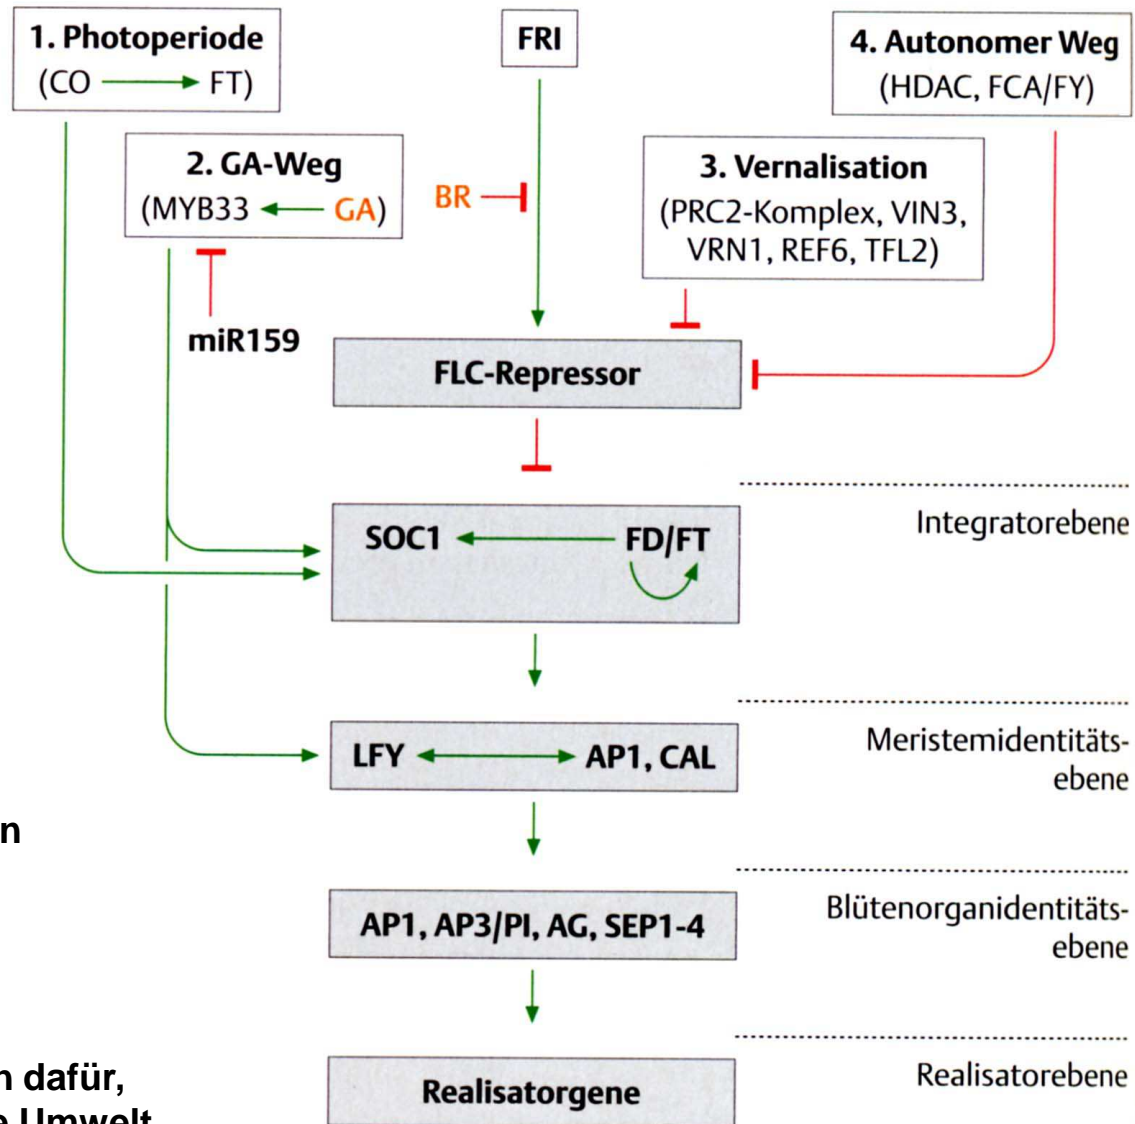 1. Photoperiode
(CO FT)
FRI
4. Autonomer Weg
(HDAC, FCA/FY)
2. GA-Weg
(MYB33 GA)
BR
3. Vernalisation
(PRC2-Komplex, VIN3,
VRN1, REF6, TFL2)
miR159
FLC-Repressor
Integratorebene
SOC1 FD/FT
Meristemidentitäts-
ebene
LFY AP1, CAL
n
Blütenorganidentitäts-
ebene
AP1, AP3/PI, AG, SEP1-4
Realisatorebene
n dafür,
e Umwelt
Realisatorgene